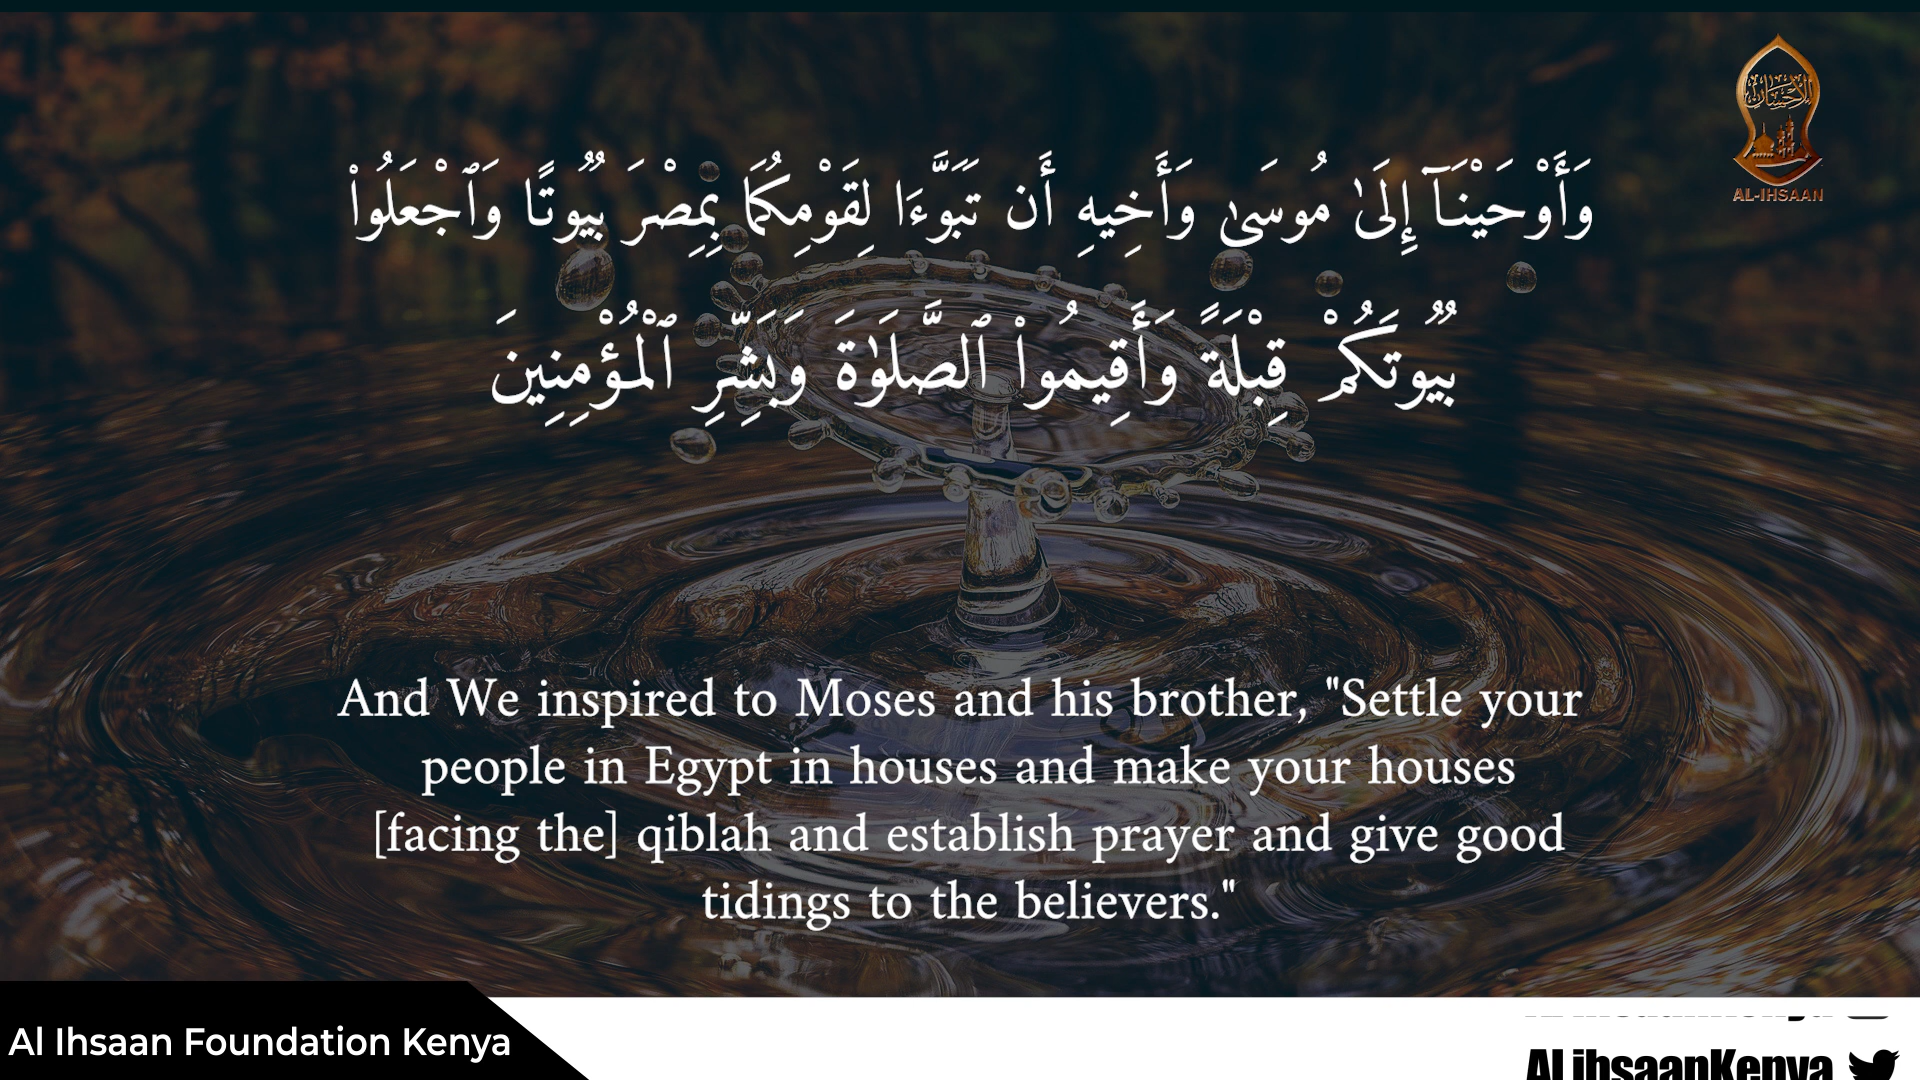 وَأَوْحَيْنَآ إِلَىٰ مُوسَىٰ وَأَخِيهِ أَن تَبَوَّءَا لِقَوْمِكُمَا بِمِصْرَ بُيُوتًا وَٱجْعَلُوا۟
بُيُوتَكُمْ قِبْلَةً وَأَقِيمُوا۟ ٱلصَّلَوٰةَ وَبَشِّرِ ٱلْمُؤْمِنِينَ
AL-IHSAAN
And We inspired to Moses and his brother, "Settle your
people in Egypt in houses and make your houses
[facing the] qiblah and establish prayer and give good
tidings to the believers."
Al Ihsaan Foundation Kenya
ALihsaanKenya